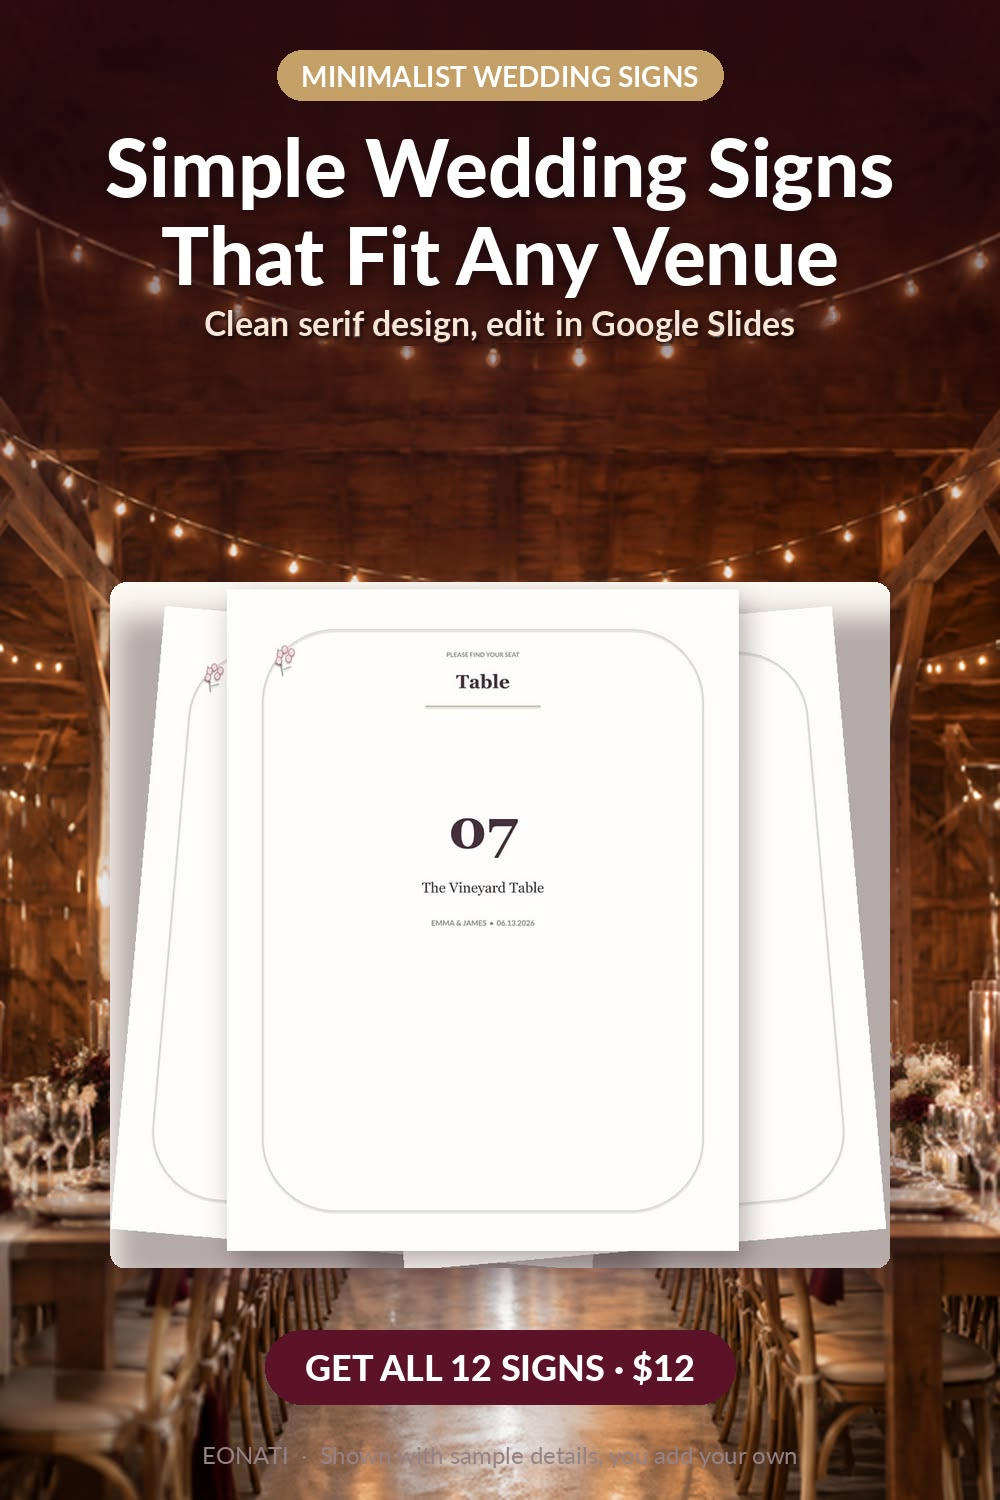 MINIMALIST WEDDING SIGNS
Simple Wedding Signs
That Fit Any Venue
Clean serif design, edit in Google Slides
PLEASE FIND YOUR SEAT
Table
07
The Vineyard Table
EMMA & JAMES • 06.13.2026
GET ALL 12 SIGNS · $12
EONATI · Shown with sample details, you add your own